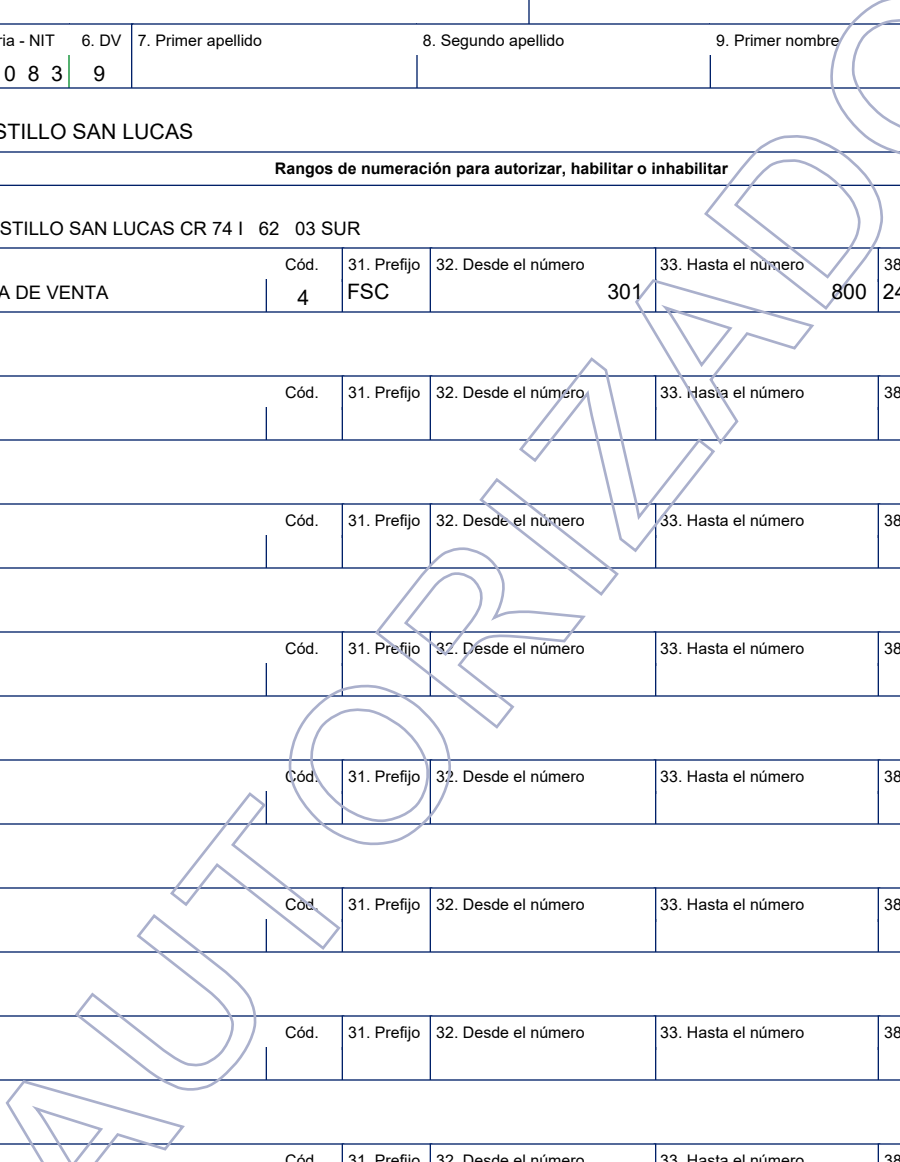 ria - NIT 6. DV 7. Primer apellido 8. Segundo apellido 9. Primer nombre
0 8 3 9
STILLO SAN LUCAS
Rangos de numeración para autorizar, habilitar o inhabilitar
STILLO SAN LUCAS CR 74 I 62 03 SUR
Cód. 31. Prefijo 32. Desde el número 33. Hasta el número 38
A DE VENTA 4 FSC 301 800 24
Cód. 31. Prefijo 32. Desde el número 33. Hasta el número 38
Cód. 31. Prefijo 32. Desde el número 33. Hasta el número 38
Cód. 31. Prefijo 32. Desde el número 33. Hasta el número 38
Cód. 31. Prefijo 32. Desde el número 33. Hasta el número 38
Cód. 31. Prefijo 32. Desde el número 33. Hasta el número 38
Cód. 31. Prefijo 32. Desde el número 33. Hasta el número 38
Cód. 31. Prefijo 32. Desde el número 33. Hasta el número 38
AUTORIZADO